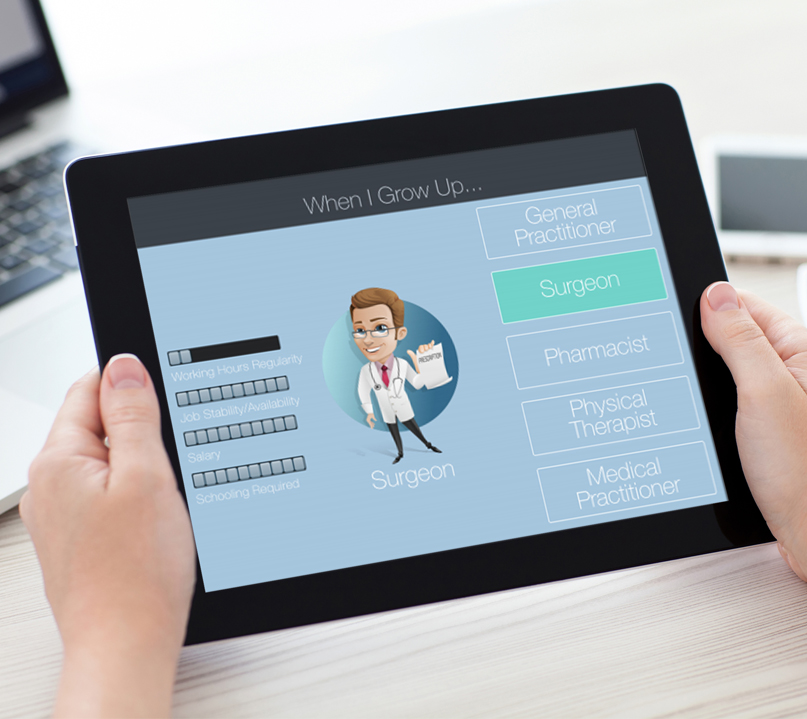 When I Grow Up...
Working Hours Regularity
Job Stability/Availability
Salary
Schooling Required
PRESCRIPTION
Surgeon
General
Practitioner
Surgeon
Pharmacist
Physical
Therapist
Medical
Practitioner